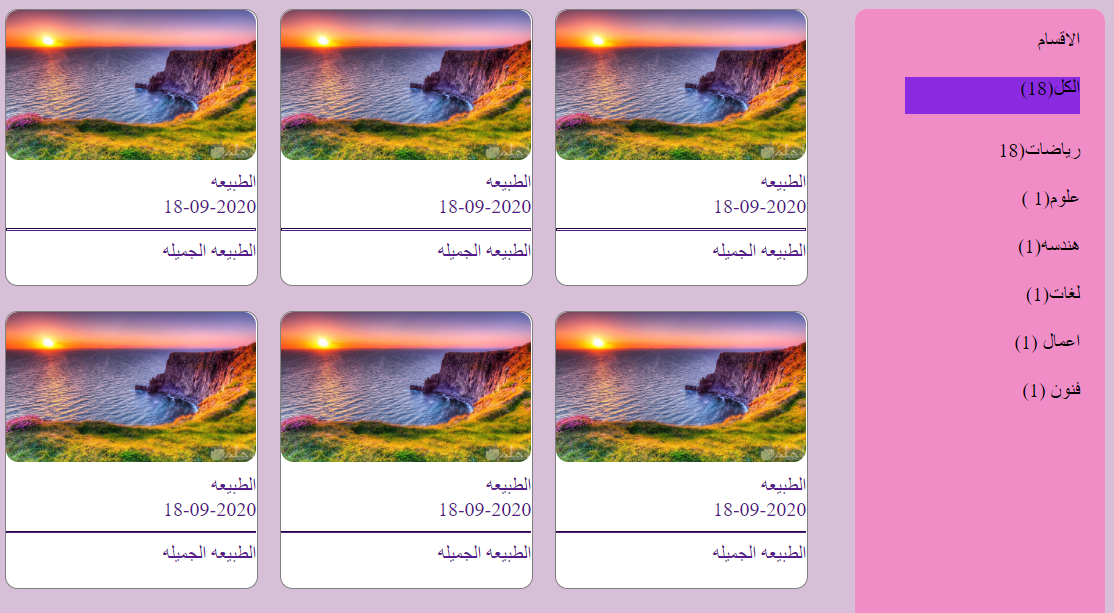 الاقسام
الكل(18)
رياضات(18
علوم(1 )
هندسه(1)
لغات(1)
اعمال (1)
فنون (1)
الطبيعه
18-09-2020
الطبيعه الجميله
الطبيعه
18-09-2020
الطبيعه الجميله
الطبيعه
18-09-2020
الطبيعه الجميله
الطبيعه
18-09-2020
الطبيعه الجميله
الطبيعه
18-09-2020
الطبيعه الجميله
الطبيعه
18-09-2020
الطبيعه الجميله